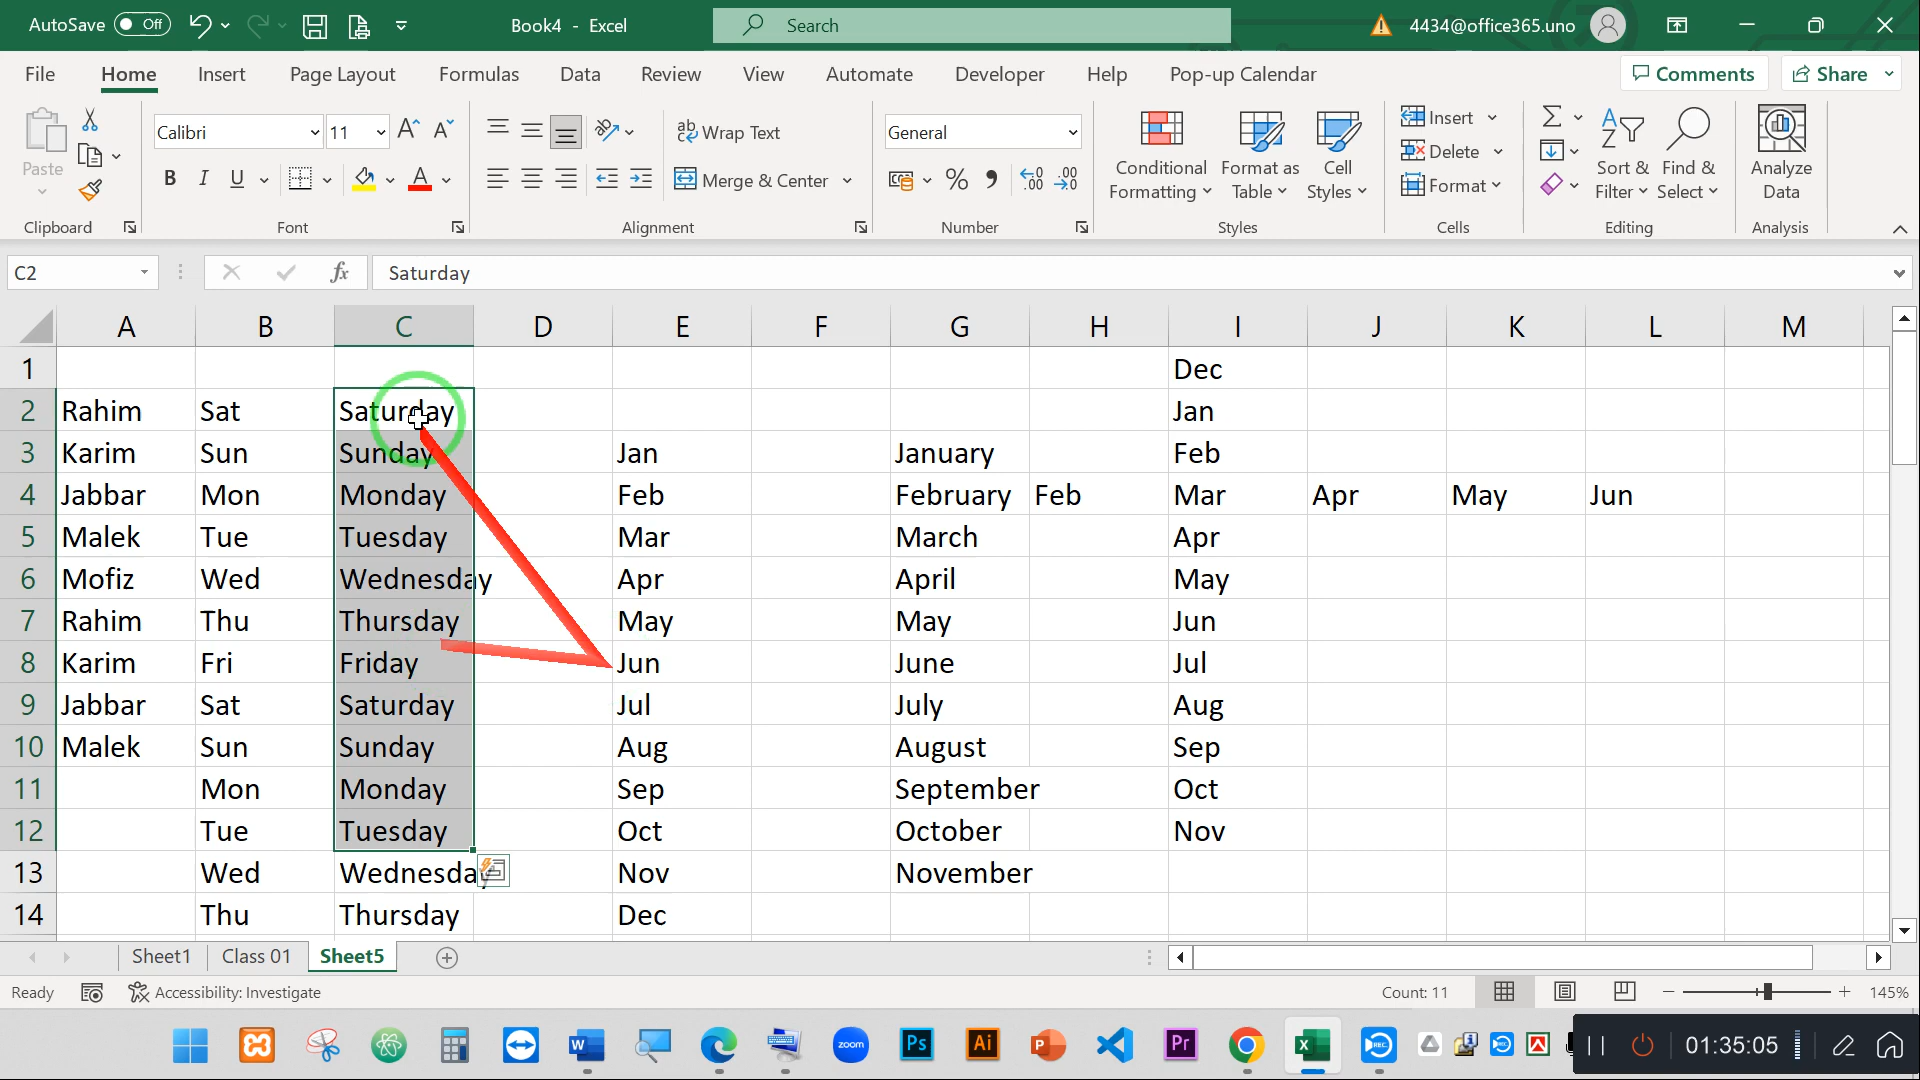 AutoSave Off Book4 - Excel Search 4434@office365.uno
File Home Insert Page Layout Formulas Data Review View Automate Developer Help Pop-up Calendar Comments Share
Paste
Clipboard
Calibri 11
B I U
Font
ab Wrap Text
Merge & Center
Alignment
General
Number
Conditional Formatting
Format as Table
Cell Styles
Styles
Insert
Delete
Format
Cells
Sort & Filter
Find & Select
Editing
Analyze Data
Analysis
C2 fx Saturday
A B C D E F G H I J K L M
1 Dec
2 Rahim Sat Saturday Jan
3 Karim Sun Sunday Jan January Feb
4 Jabbar Mon Monday Feb February Feb Mar Apr May Jun
5 Malek Tue Tuesday Mar March Apr
6 Mofiz Wed Wednesday Apr April May
7 Rahim Thu Thursday May May Jun
8 Karim Fri Friday Jun June Jul
9 Jabbar Sat Saturday Jul July Aug
10 Malek Sun Sunday Aug August Sep
11 Mon Monday Sep September Oct
12 Tue Tuesday Oct October Nov
13 Wed Wednesday Nov November
14 Thu Thursday Dec
Sheet1 Class 01 Sheet5
Ready Accessibility: Investigate Count: 11 145%
W zoom Ps Ai P Pr X REC REC 01:35:05